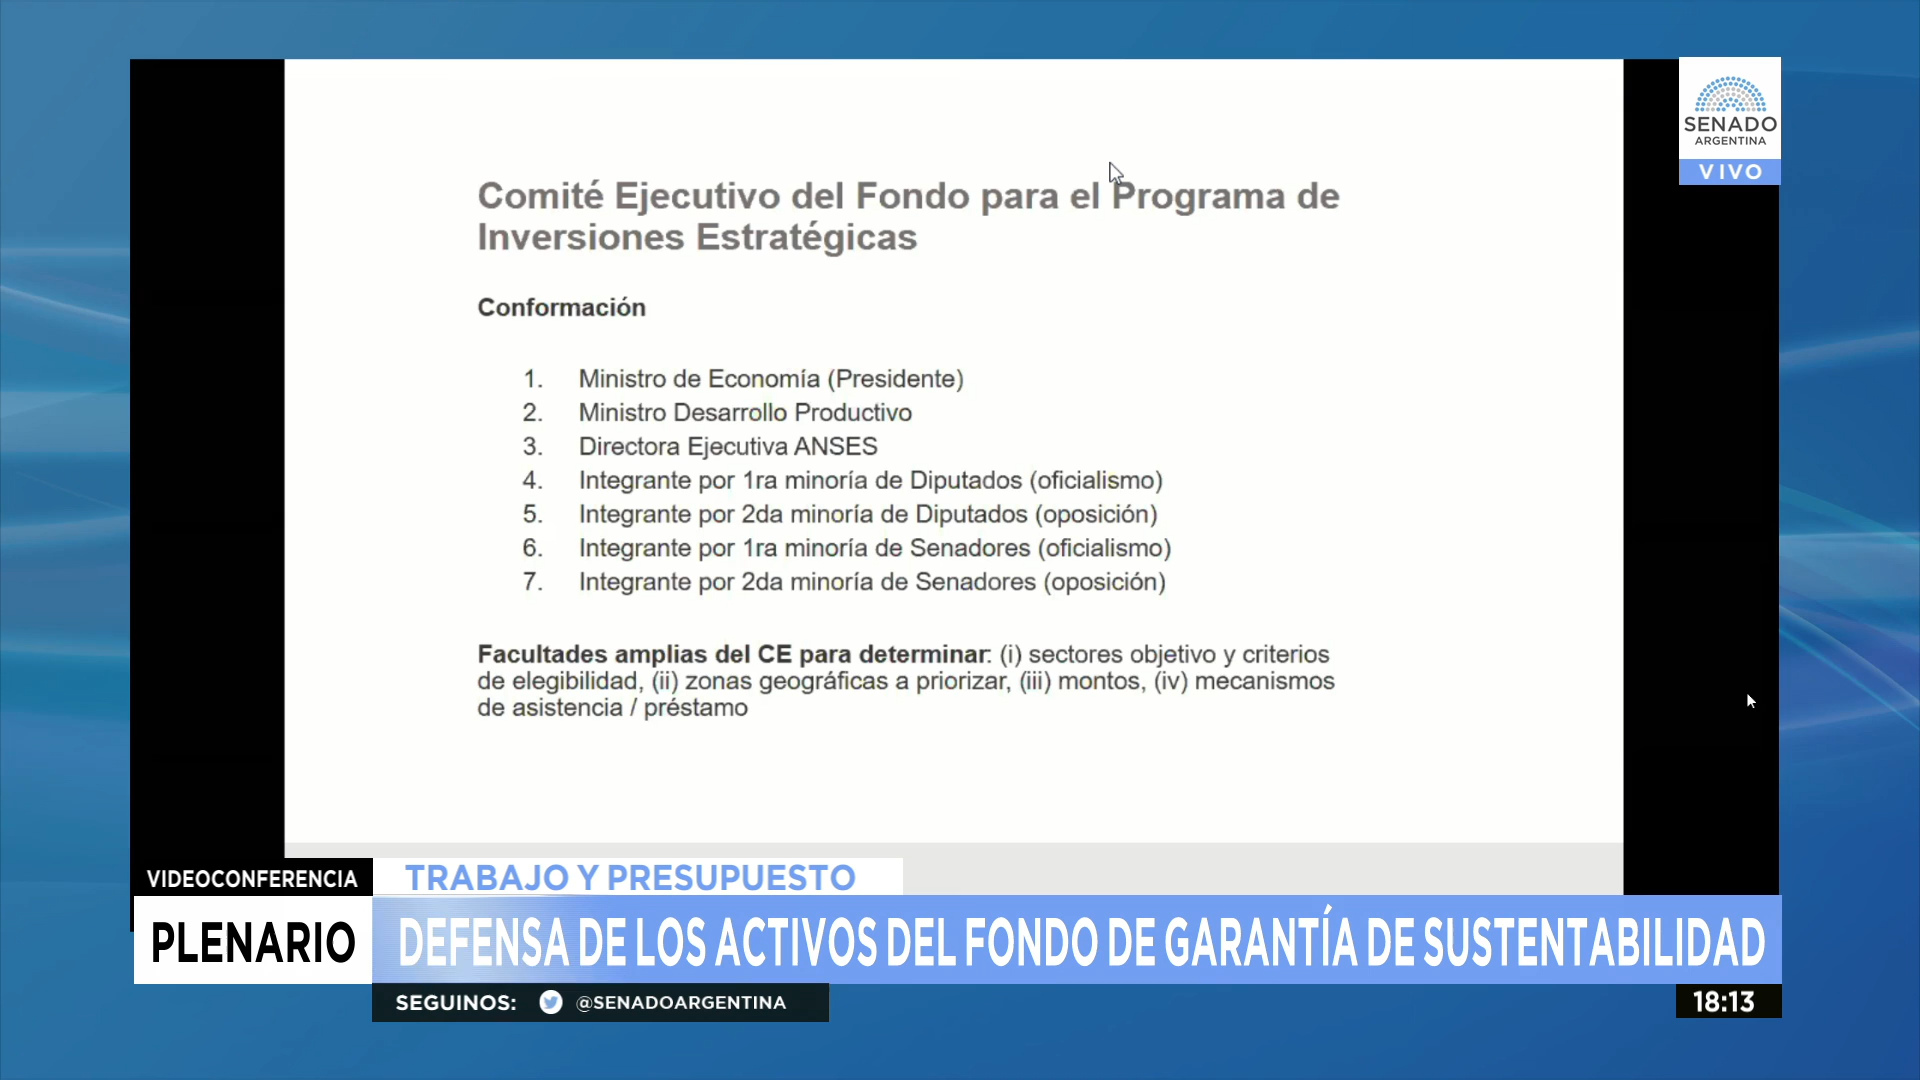 SENADO
ARGENTINA
VIVO
Comité Ejecutivo del Fondo para el Programa de
Inversiones Estratégicas
Conformación
1. Ministro de Economía (Presidente)
2. Ministro Desarrollo Productivo
3. Directora Ejecutiva ANSES
4. Integrante por 1ra minoría de Diputados (oficialismo)
5. Integrante por 2da minoría de Diputados (oposición)
6. Integrante por 1ra minoría de Senadores (oficialismo)
7. Integrante por 2da minoría de Senadores (oposición)
Facultades amplias del CE para determinar: (i) sectores objetivo y criterios
de elegibilidad, (ii) zonas geográficas a priorizar, (iii) montos, (iv) mecanismos
de asistencia / préstamo
VIDEOCONFERENCIA
TRABAJO Y PRESUPUESTO
PLENARIO
DEFENSA DE LOS ACTIVOS DEL FONDO DE GARANTÍA DE SUSTENTABILIDAD
SEGUINOS: @SENADOARGENTINA
18:13